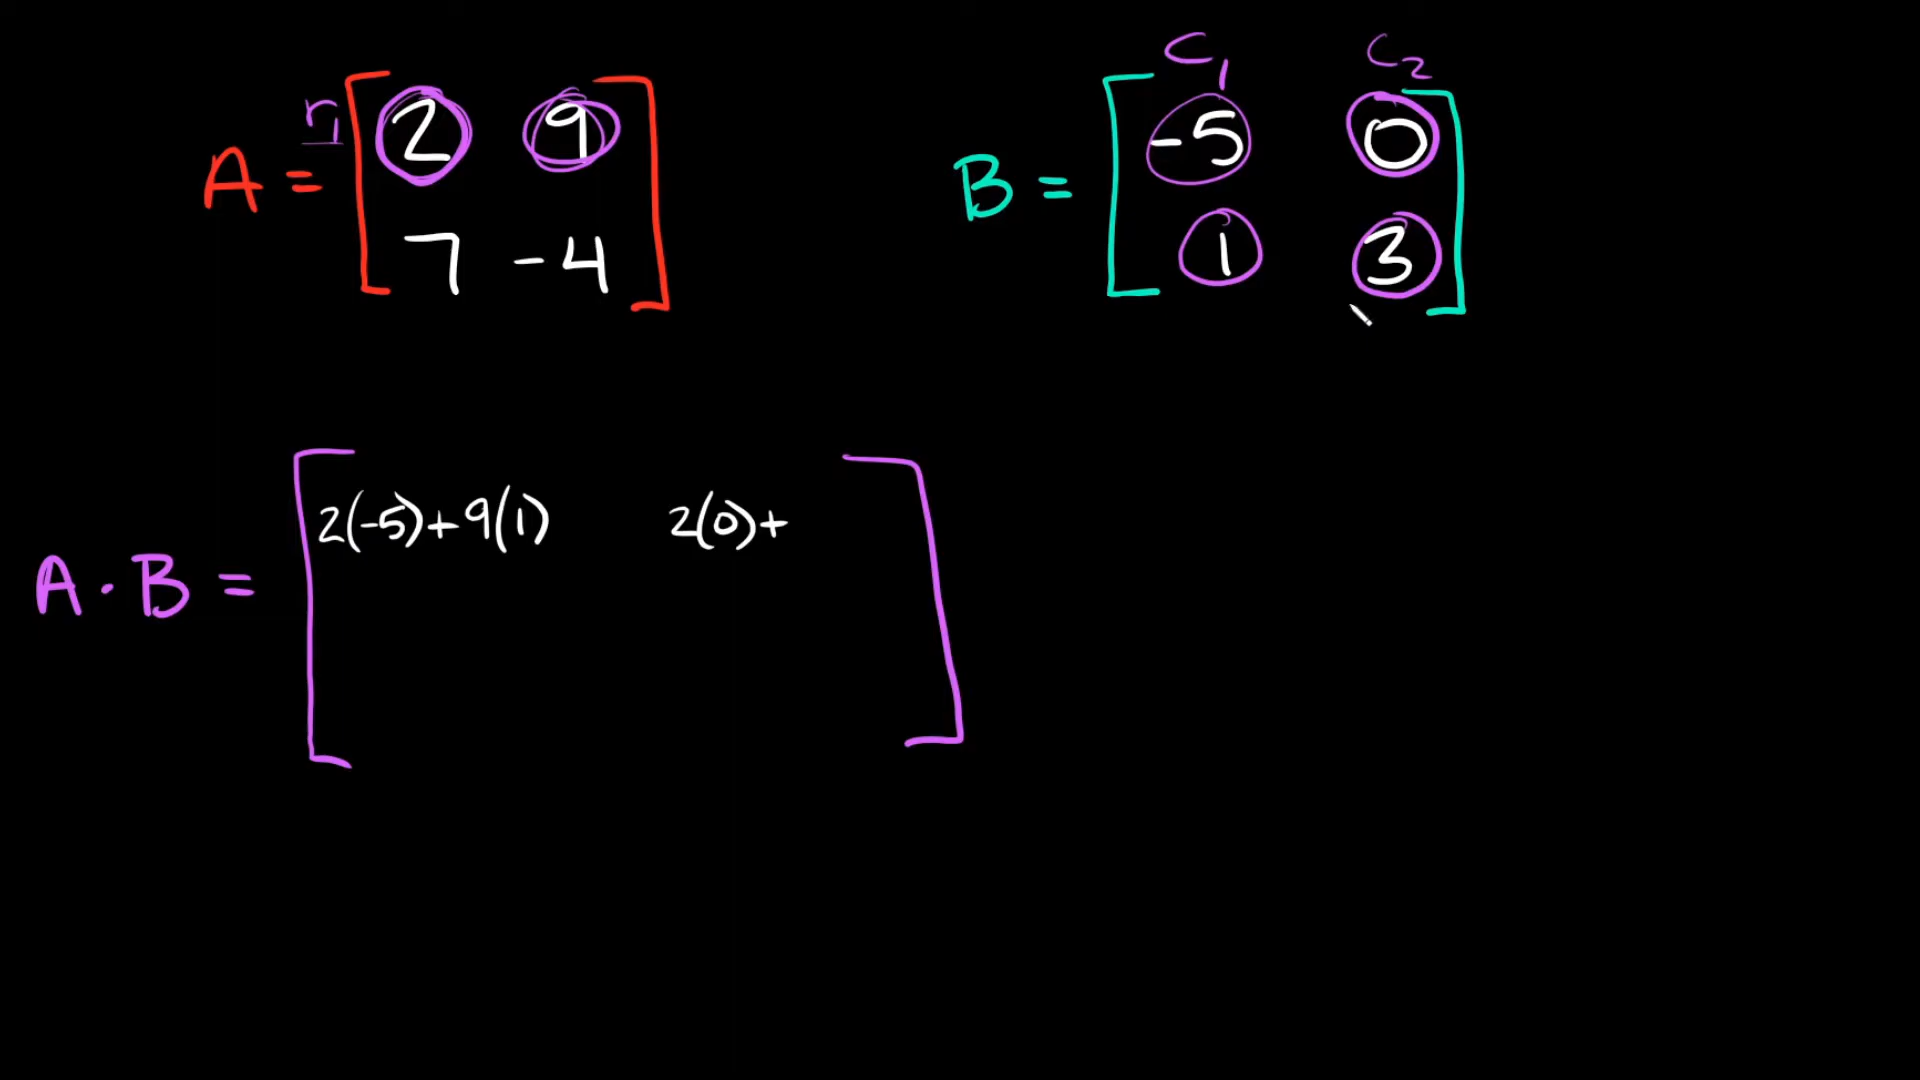 C₁ C₂
r₁ 2 9 -5 0
A = B =
7 -4 1 3
2(-5)+9(1) 2(0)+
A · B =